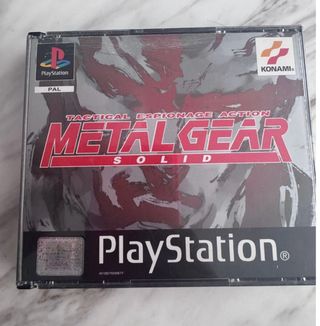 PlayStation
PAL
KONAMI
TACTICAL ESPIONAGE ACTION
METAL GEAR
SOLID
PlayStation®